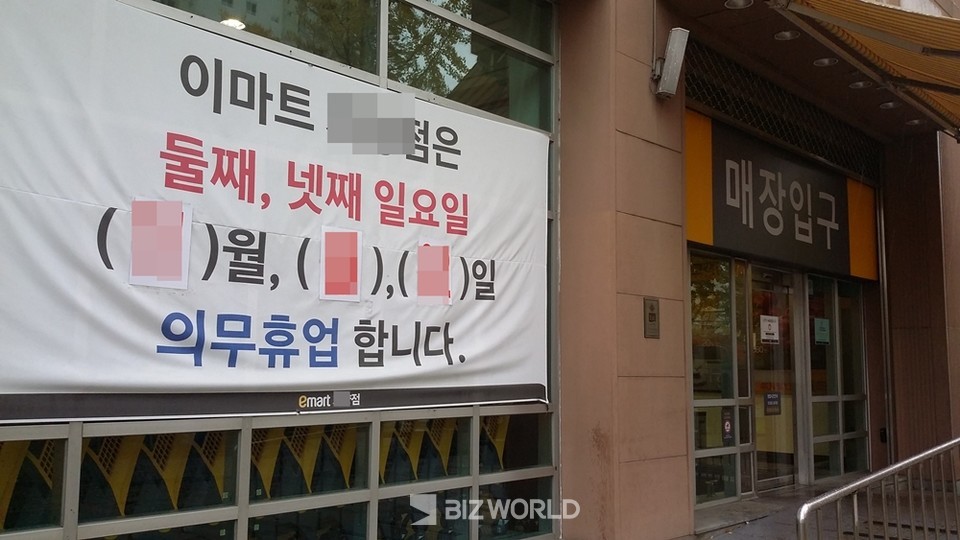 이마트 점은
둘째, 넷째 일요일
( )월, ( ),( )일
의무휴업 합니다.
emart 점
매장입구
BIZWORLD